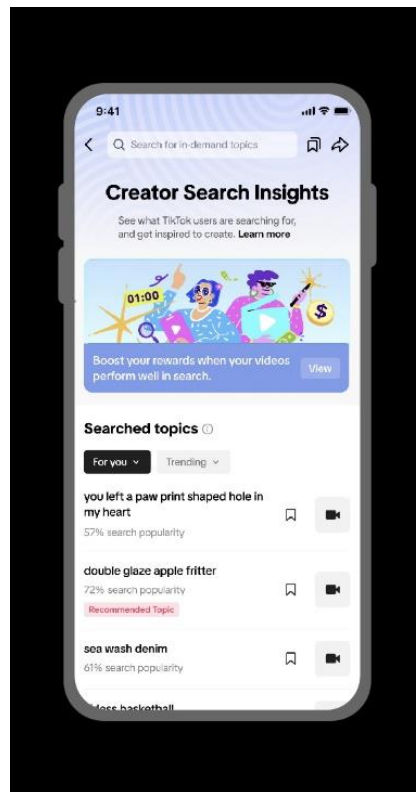 9:41
Search for in-demand topics
Creator Search Insights
See what TikTok users are searching for,
and get inspired to create. Learn more
01:00
$
Boost your rewards when your videos
perform well in search.
View
Searched topics
For you
Trending
you left a paw print shaped hole in
my heart
57% search popularity
double glaze apple fritter
72% search popularity
Recommended Topic
sea wash denim
61% search popularity
basketball